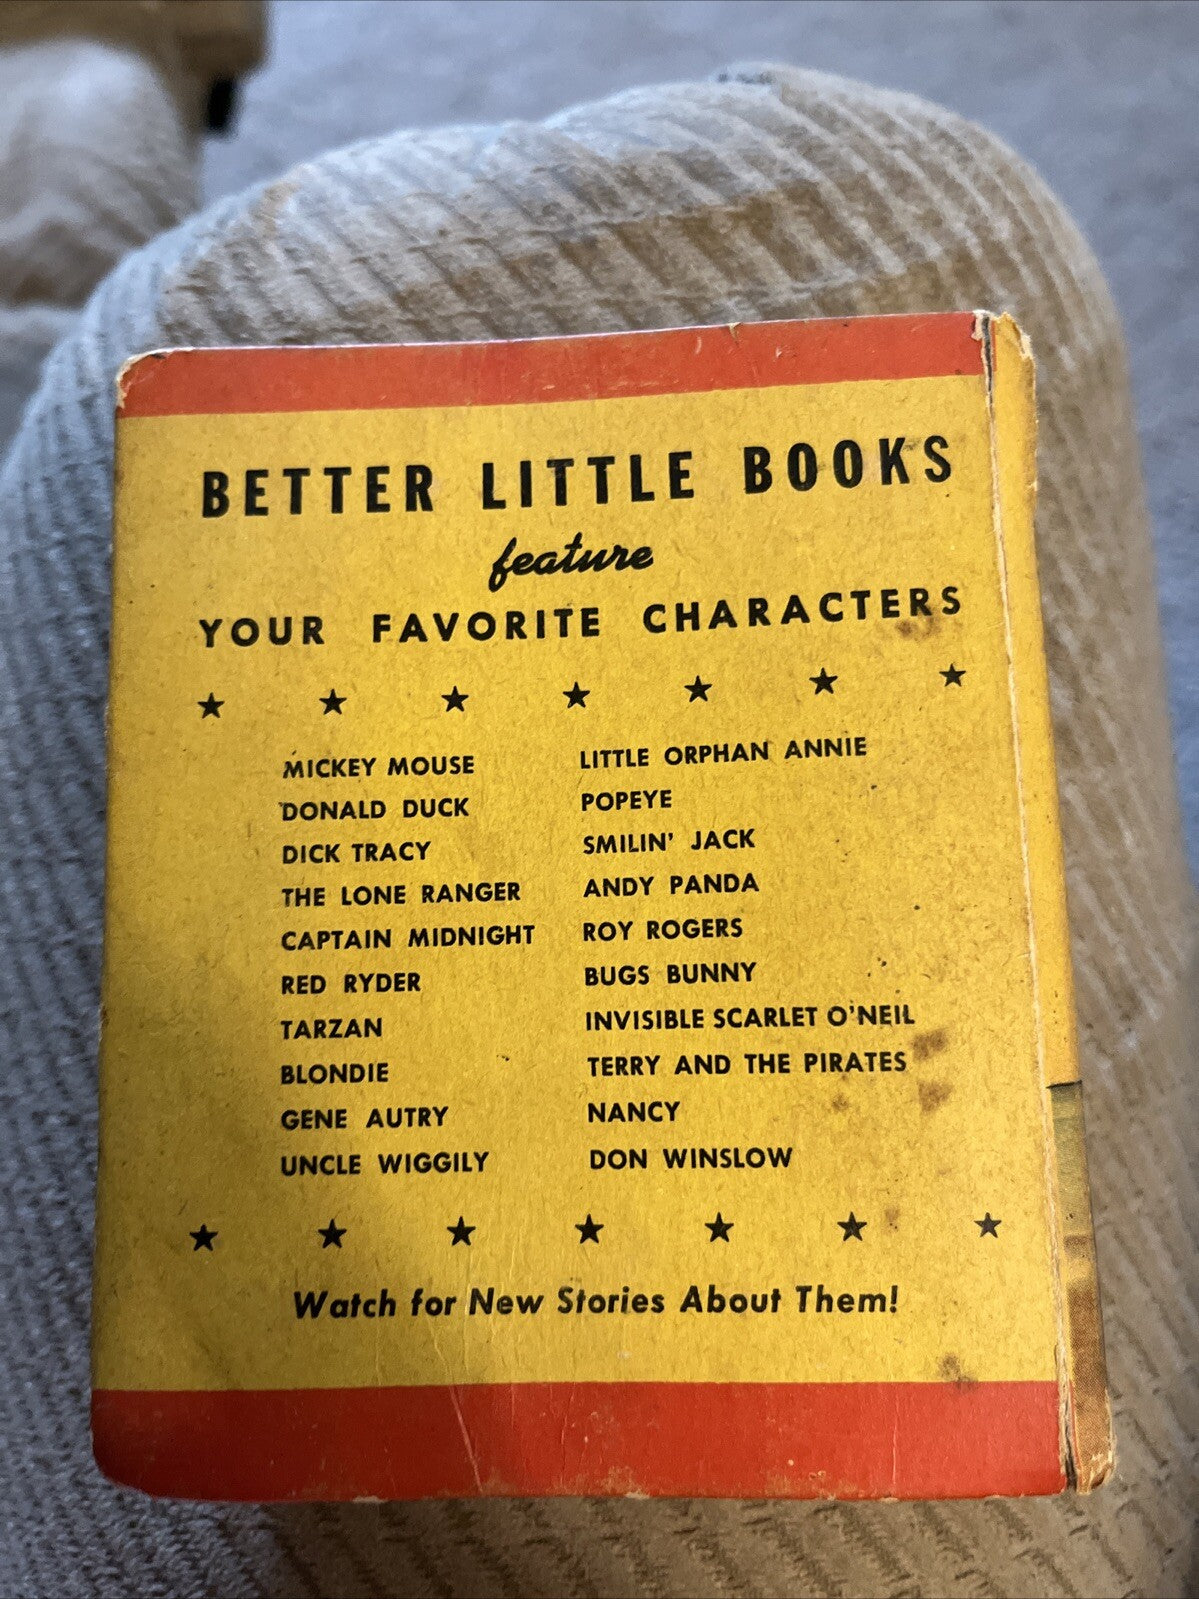 BETTER LITTLE BOOKS
feature
YOUR FAVORITE CHARACTERS
MICKEY MOUSE
DONALD DUCK
DICK TRACY
THE LONE RANGER
CAPTAIN MIDNIGHT
RED RYDER
TARZAN
BLONDIE
GENE AUTRY
UNCLE WIGGILY
LITTLE ORPHAN ANNIE
POPEYE
SMILIN' JACK
ANDY PANDA
ROY ROGERS
BUGS BUNNY
INVISIBLE SCARLET O'NEIL
TERRY AND THE PIRATES
NANCY
DON WINSLOW
Watch for New Stories About Them!